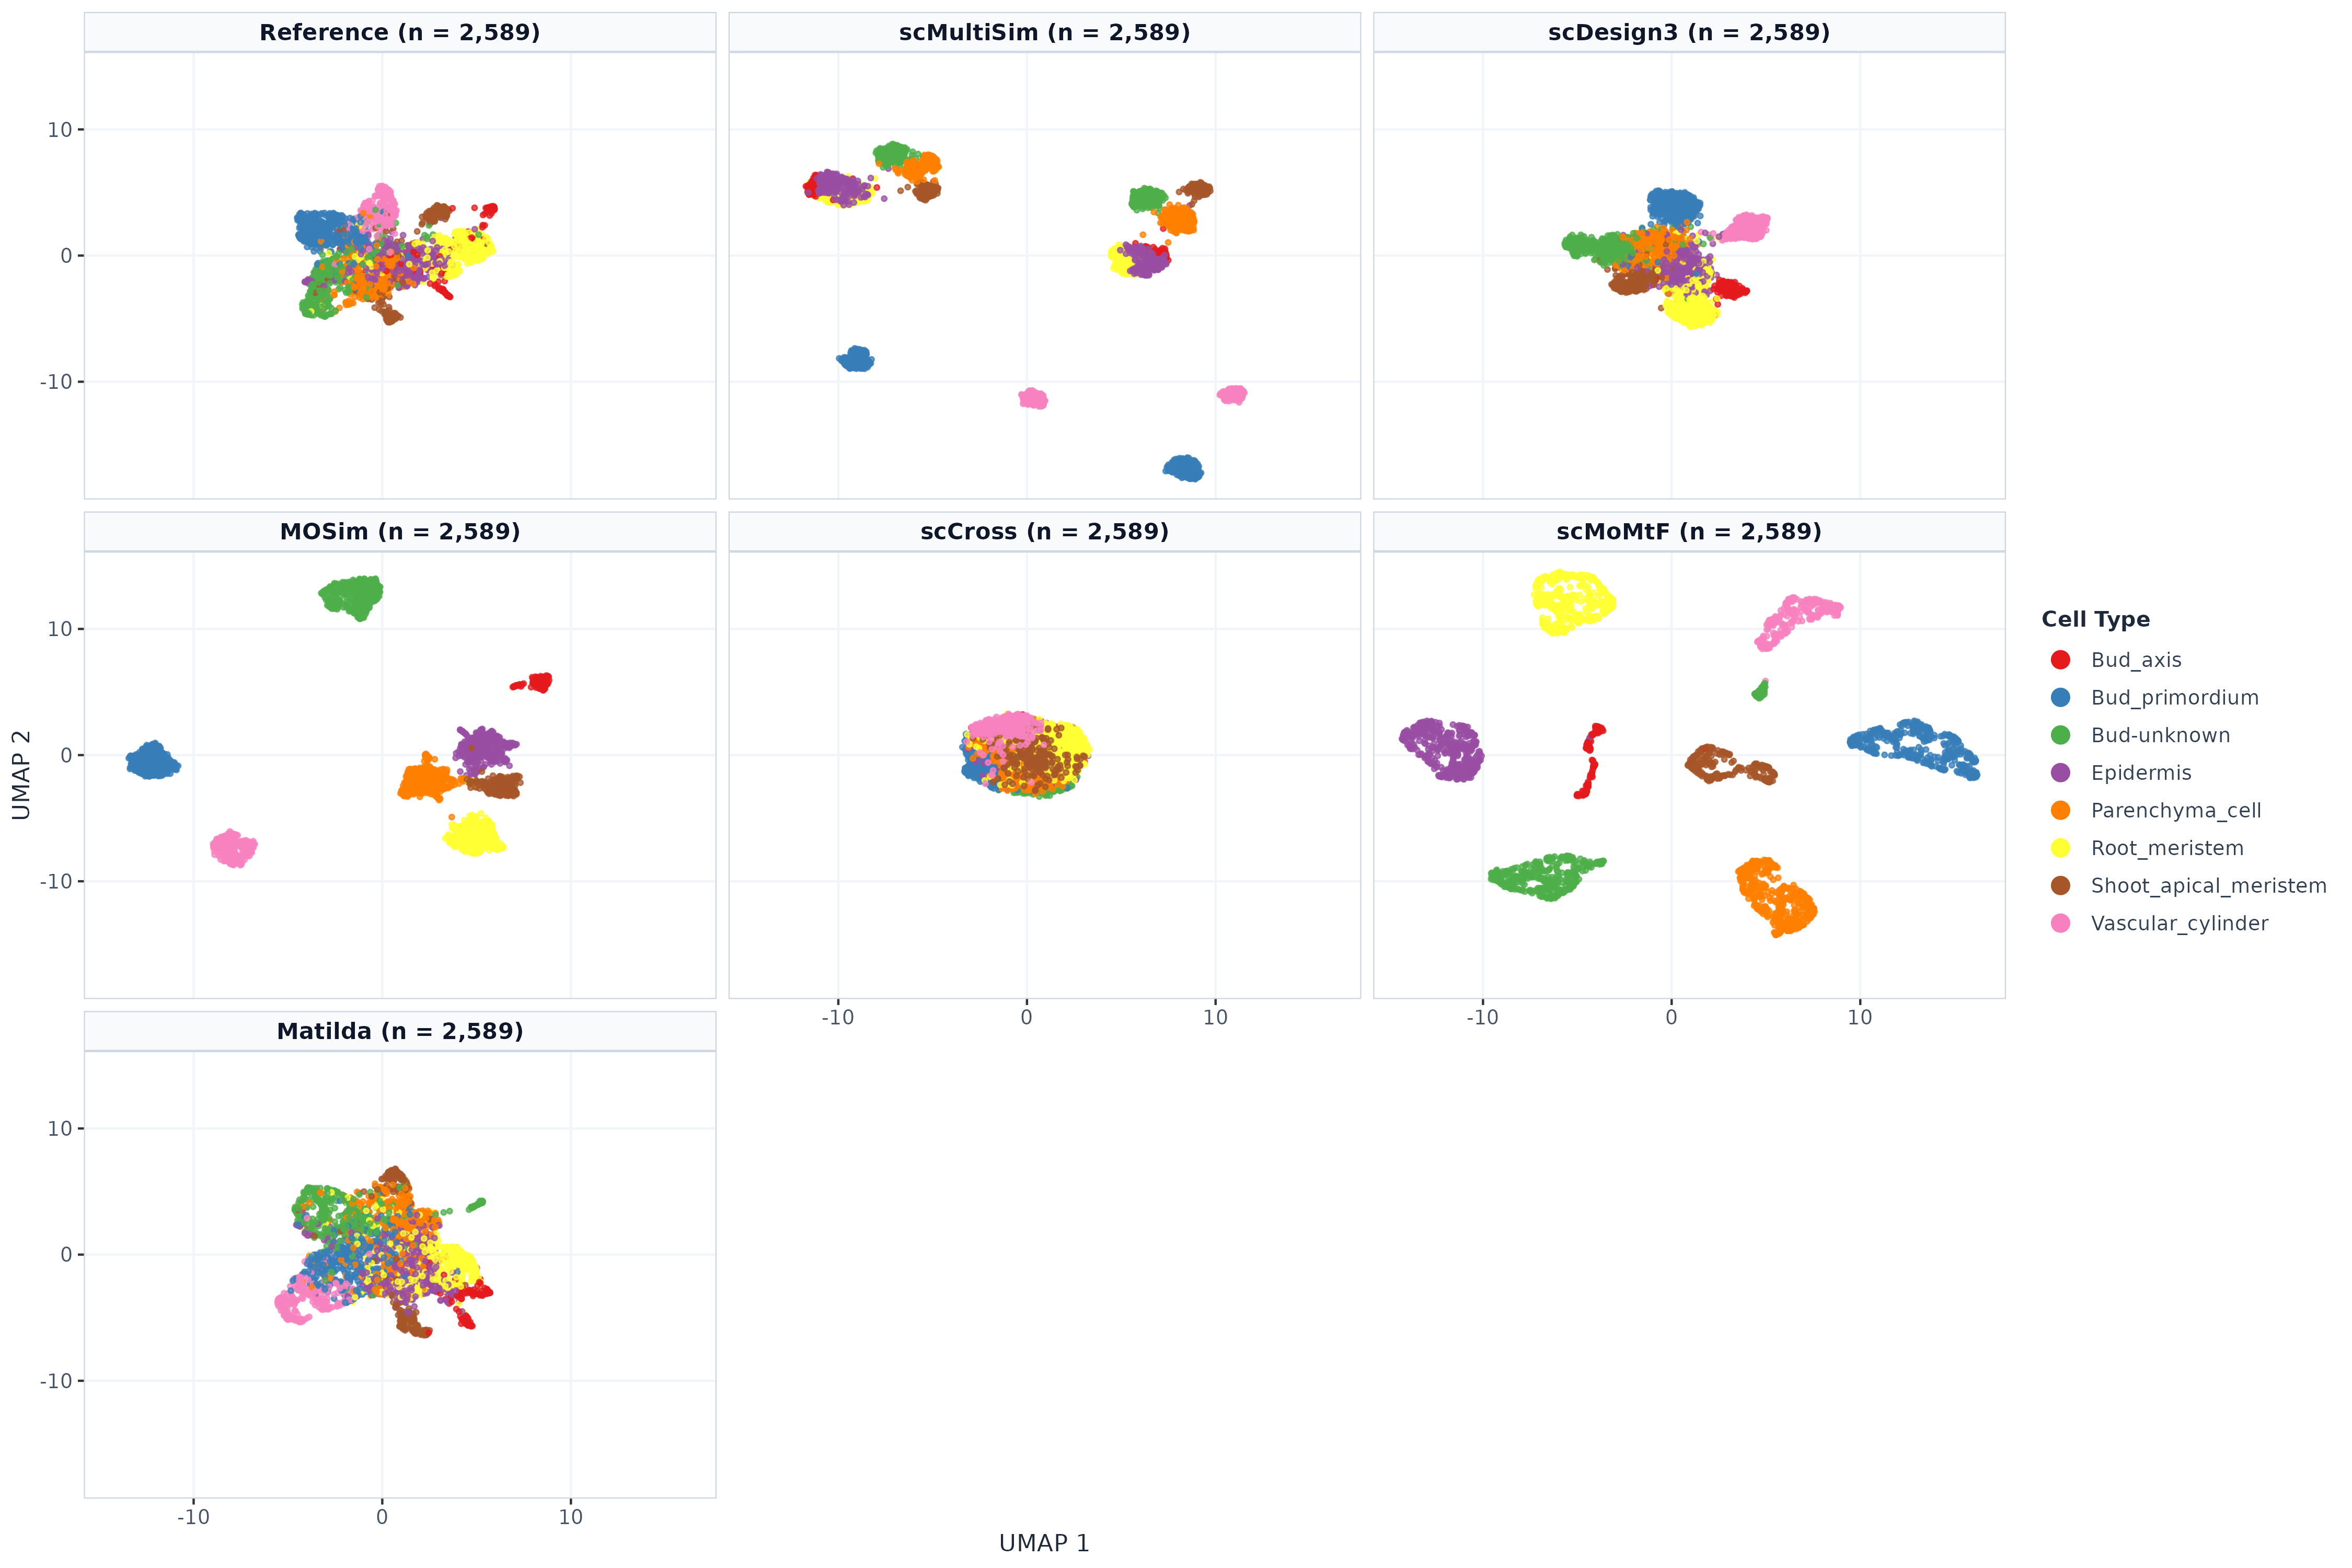 Reference (n = 2,589)
scMultiSim (n = 2,589)
scDesign3 (n = 2,589)
10
0
-10
MOSim (n = 2,589)
scCross (n = 2,589)
scMoMtF (n = 2,589)
10
0
-10
-10
0
10
-10
0
10
Matilda (n = 2,589)
10
0
-10
-10
0
10
UMAP 1
UMAP 2
Cell Type
Bud_axis
Bud_primordium
Bud-unknown
Epidermis
Parenchyma_cell
Root_meristem
Shoot_apical_meristem
Vascular_cylinder